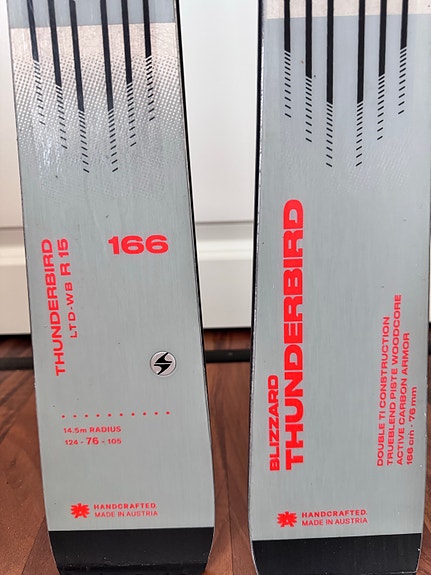 THUNDERBIRD
LTD-WB R 15
166
14.5m RADIUS
124 - 76 - 105
HANDCRAFTED.
MADE IN AUSTRIA
BLIZZARD
THUNDERBIRD
DOUBLE TI CONSTRUCTION
TRUEBLEND PISTE WOODCORE
ACTIVE CARBON ARMOR
166 cm - 76 mm
HANDCRAFTED.
MADE IN AUSTRIA